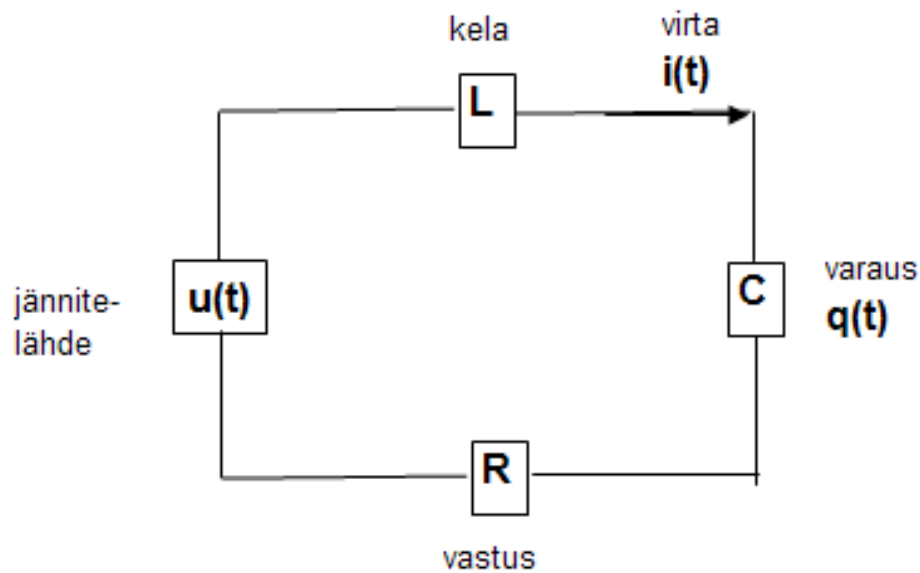 kela
virta
i(t)
L
jännite-
lähde
u(t)
C
varaus
q(t)
R
vastus